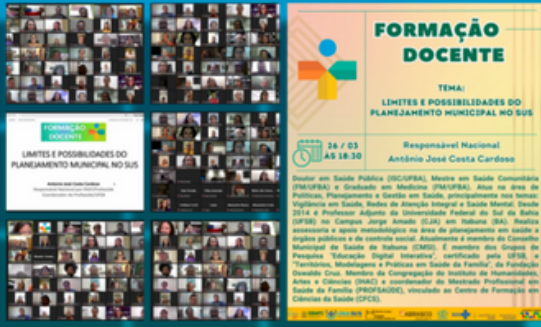 FORMAÇÃO
DOCENTE
LIMITES E POSSIBILIDADES DO
PLANEJAMENTO MUNICIPAL NO SUS
Antonio José Costa Cardoso
FORMAÇÃO
DOCENTE
TEMA:
LIMITES E POSSIBILIDADES DO
PLANEJAMENTO MUNICIPAL NO SUS
26 / 03
ÀS 18:30
Responsável Nacional
Antônio José Costa Cardoso
Doutor em Saúde Pública (ISC/UFBA), Mestre em Saúde Comunitária
(FM/UFBA) e Graduado em Medicina (FM/UFBA). Atua na área de
Políticas, Planejamento e Gestão em Saúde, principalmente nos temas:
Vigilância em Saúde, Redes de Atenção Integral e Saúde Mental. Desde
2014 é Professor Adjunto da Universidade Federal do Sul da Bahia
(UFSB) no Campus Jorge Amado (CJA) em Itabuna (BA). Realiza
assessoria e apoio metodológico na área de planejamento em saúde a
órgãos públicos e de controle social. Atualmente é membro do Conselho
Municipal de Saúde de Itabuna (CMSI). É membro dos Grupos de
Pesquisa "Educação Digital Interativa", certificado pela UFSB, e
"Territórios, Modelagens e Práticas em Saúde da Família", da Fundação
Oswaldo Cruz. Membro da Congregação do Instituto de Humanidades,
Artes e Ciências (IHAC) e coordenador do Mestrado Profissional em
Saúde da Família (PROFSAÚDE), vinculado ao Centro de Formação em
Ciências da Saúde (CFCS).
ABRASCO